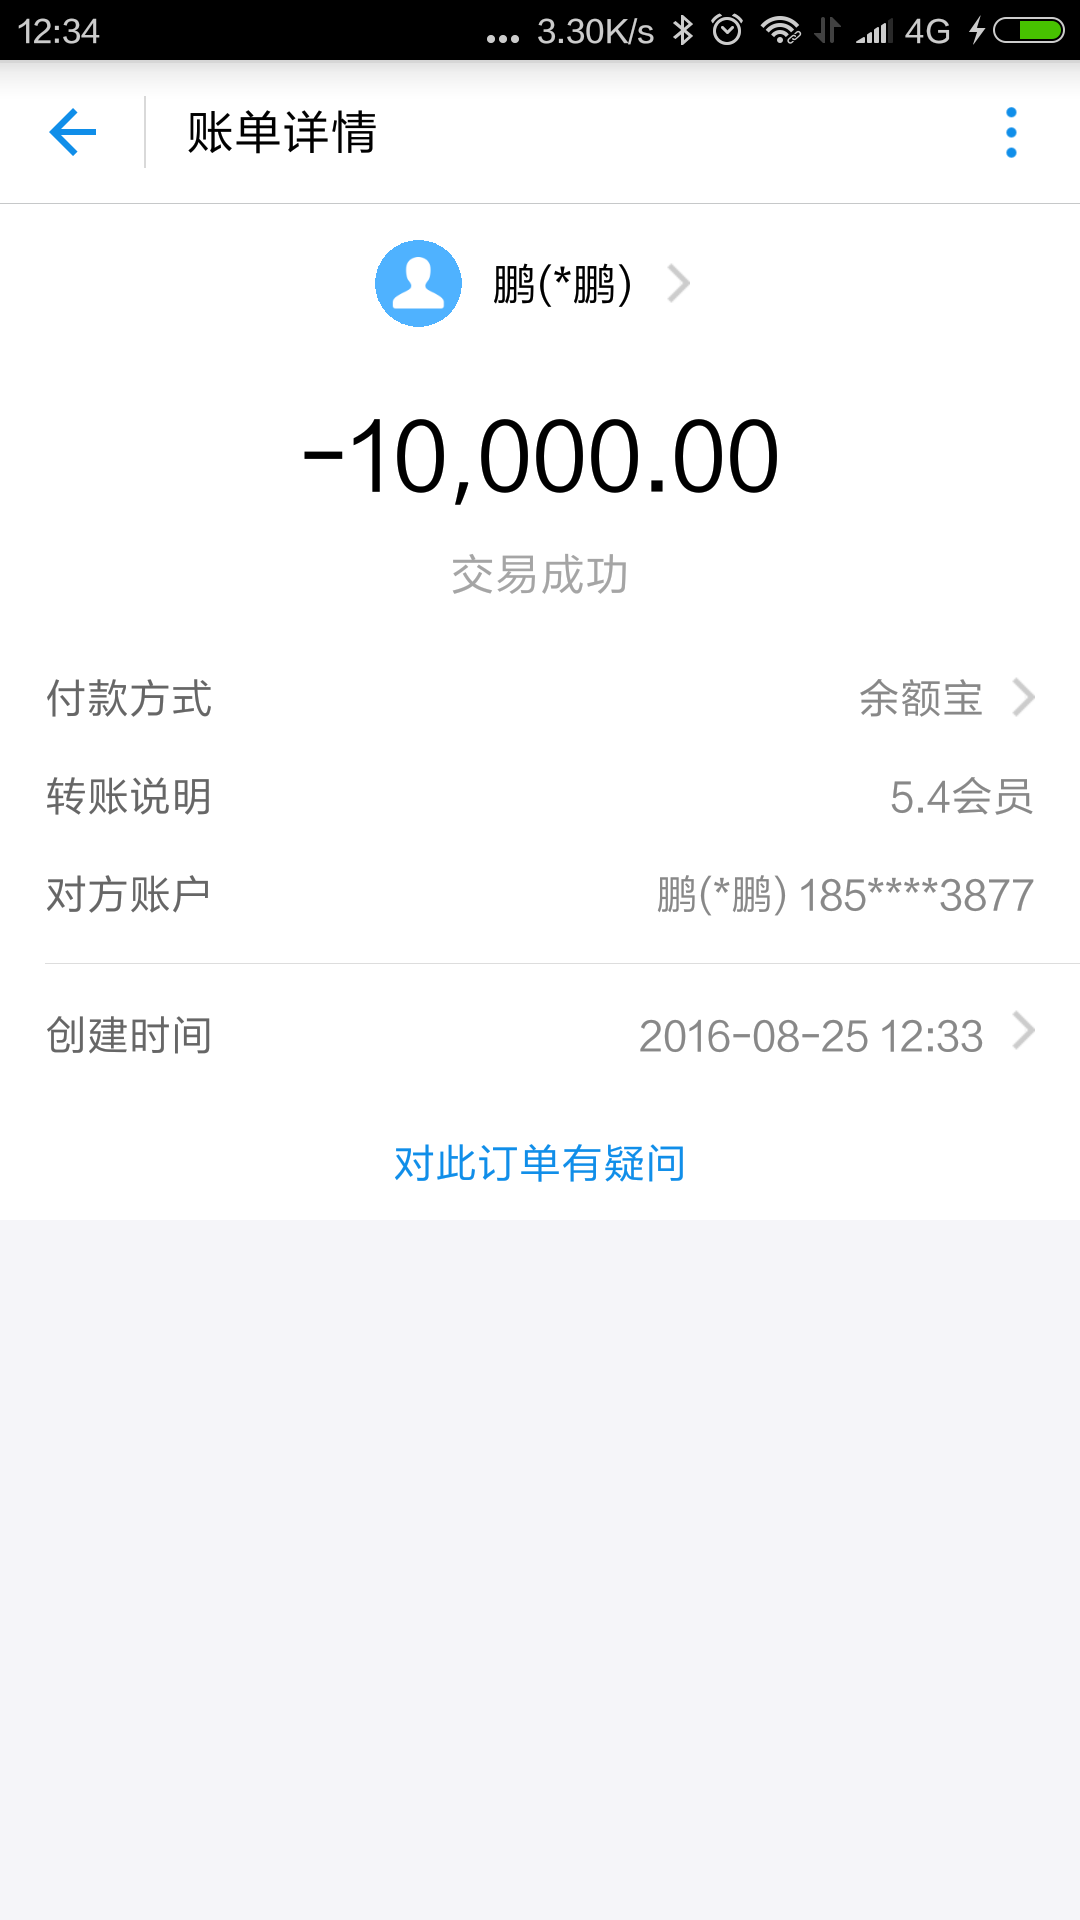 12:34 ... 3.30K/s 4G
账单详情
鹏(*鹏)
-10,000.00
交易成功
付款方式 余额宝
转账说明 5.4会员
对方账户 鹏(*鹏) 185****3877
创建时间 2016-08-25 12:33
对此订单有疑问